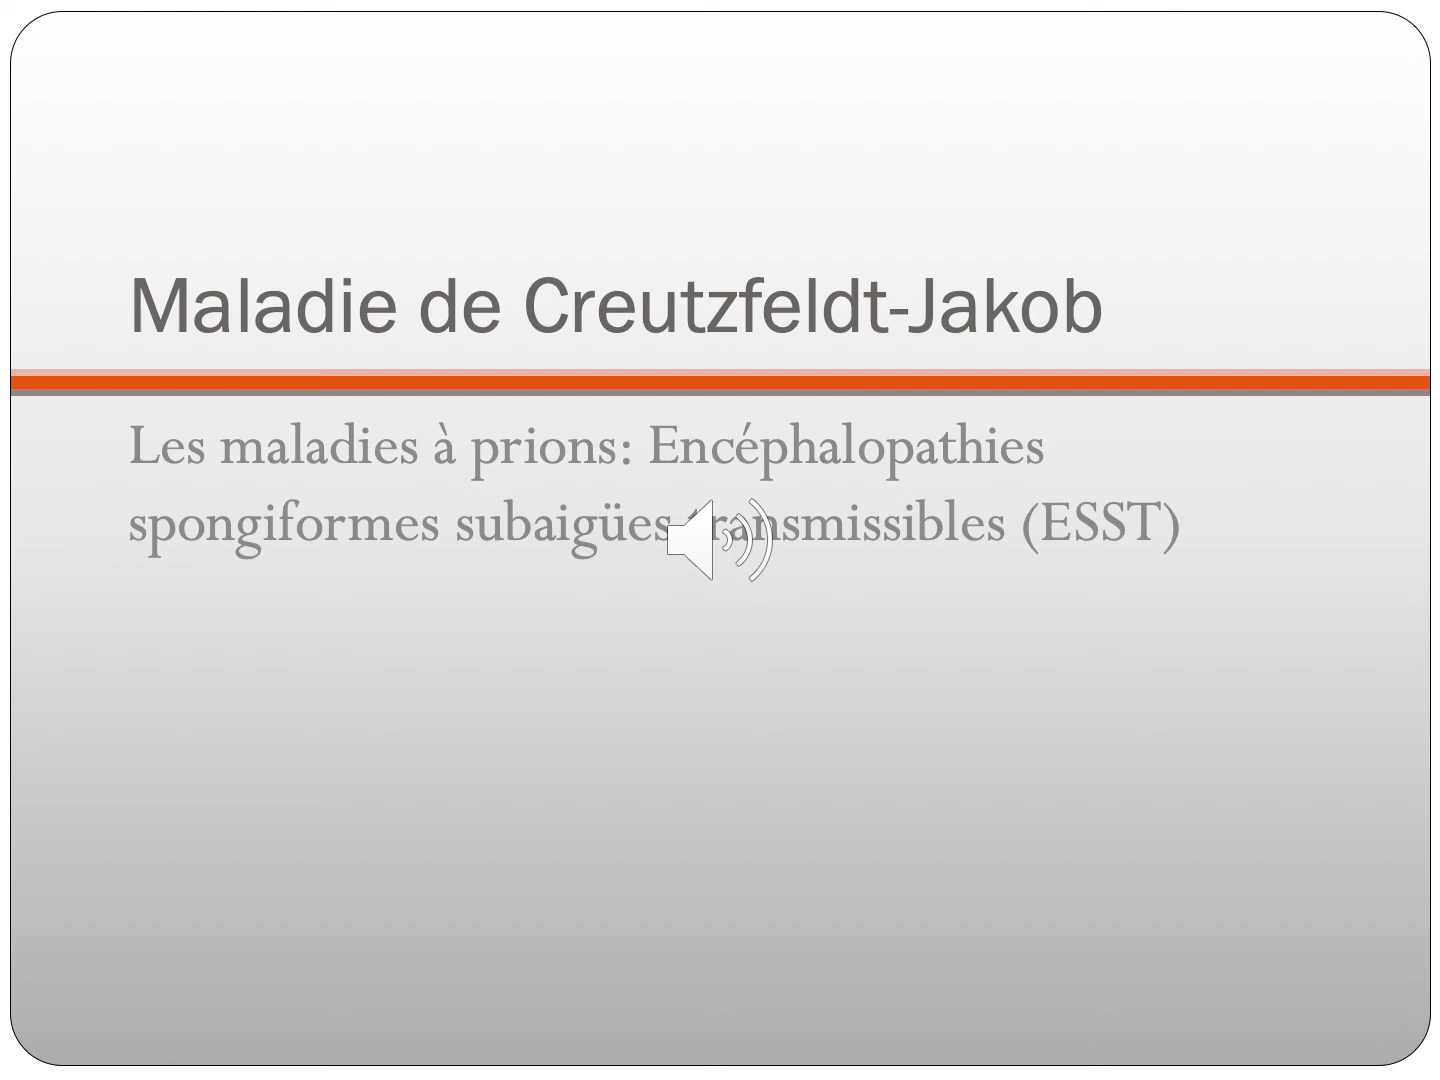 Maladie de Creutzfeldt-Jakob
Les maladies à prions: Encéphalopathies
spongiformes subaigües transmissibles (ESST)